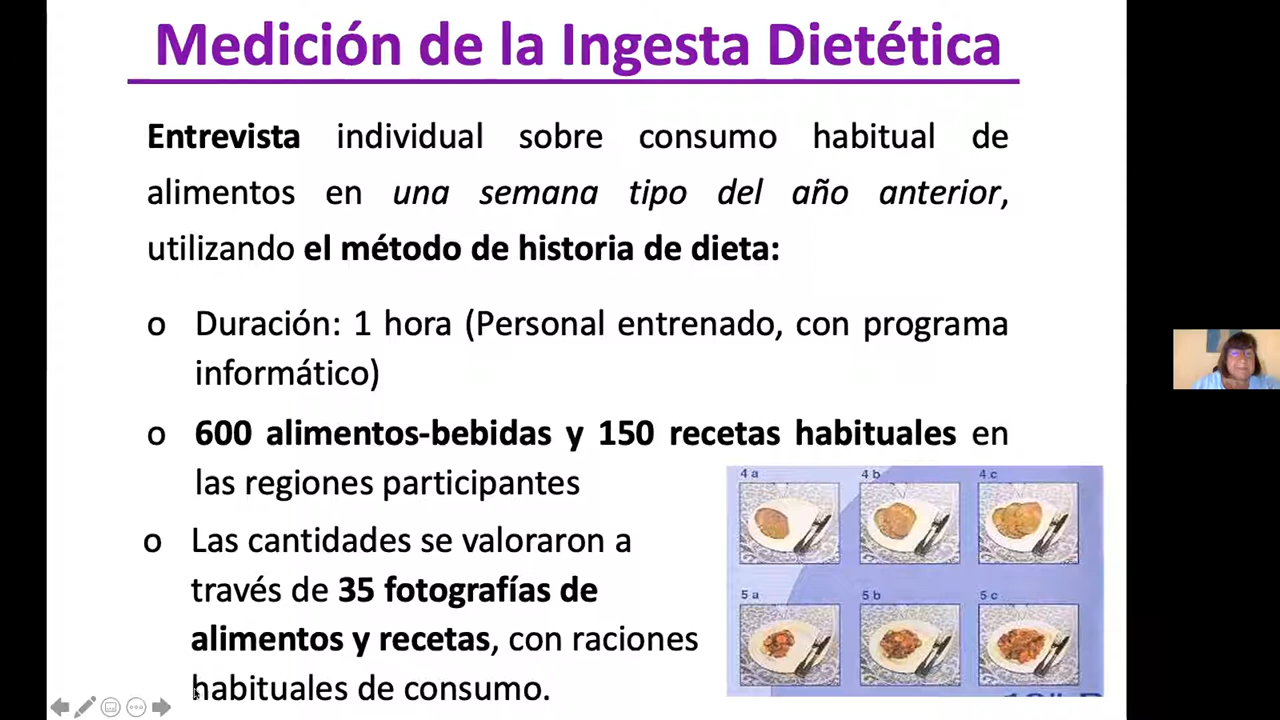 Medición de la Ingesta Dietética
Entrevista individual sobre consumo habitual de
alimentos en una semana tipo del año anterior,
utilizando el método de historia de dieta:
o Duración: 1 hora (Personal entrenado, con programa
informático)
o 600 alimentos-bebidas y 150 recetas habituales en
las regiones participantes
o Las cantidades se valoraron a
través de 35 fotografías de
alimentos y recetas, con raciones
habituales de consumo.
4 a 4 b 4 c
5 a 5 b 5 c